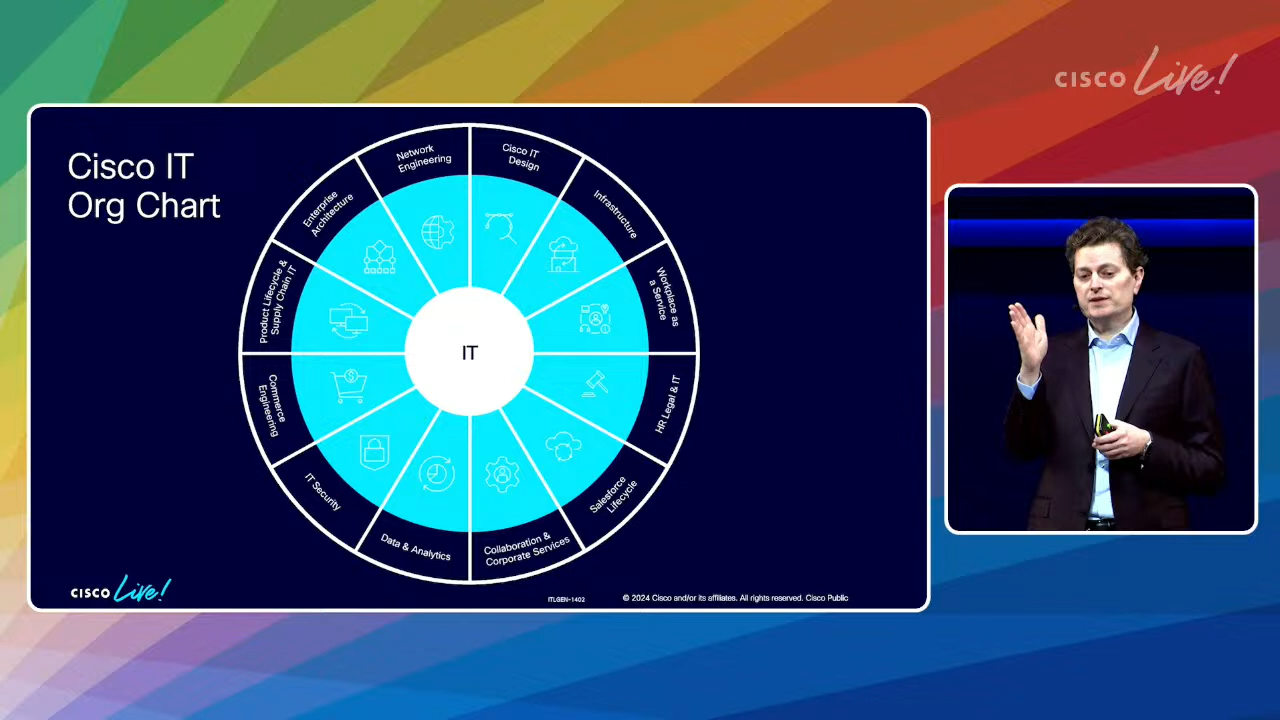 CISCO Live!
Cisco IT
Org Chart
Cisco IT
Design
Infrastructure
Workplace as
a Service
HR Legal & IT
Salesforce
Lifecycle
Collaboration &
Corporate Services
Data & Analytics
IT Security
Commerce
Engineering
Product Lifecycle &
Supply Chain IT
Enterprise
Architecture
Network
Engineering
IT
$
CISCO Live!
ITLGEN-1402
© 2024 Cisco and/or its affiliates. All rights reserved. Cisco Public